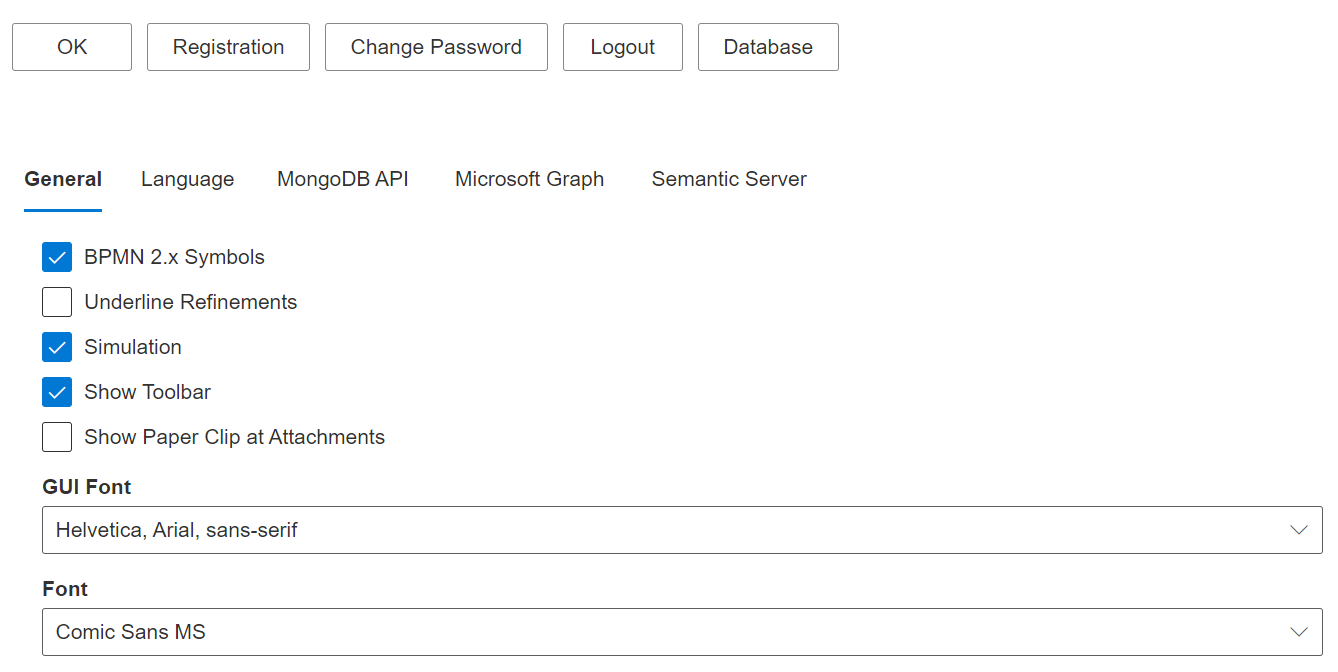 OK Registration Change Password Logout Database
General Language MongoDB API Microsoft Graph Semantic Server
BPMN 2.x Symbols
Underline Refinements
Simulation
Show Toolbar
Show Paper Clip at Attachments
GUI Font
Helvetica, Arial, sans-serif
Font
Comic Sans MS